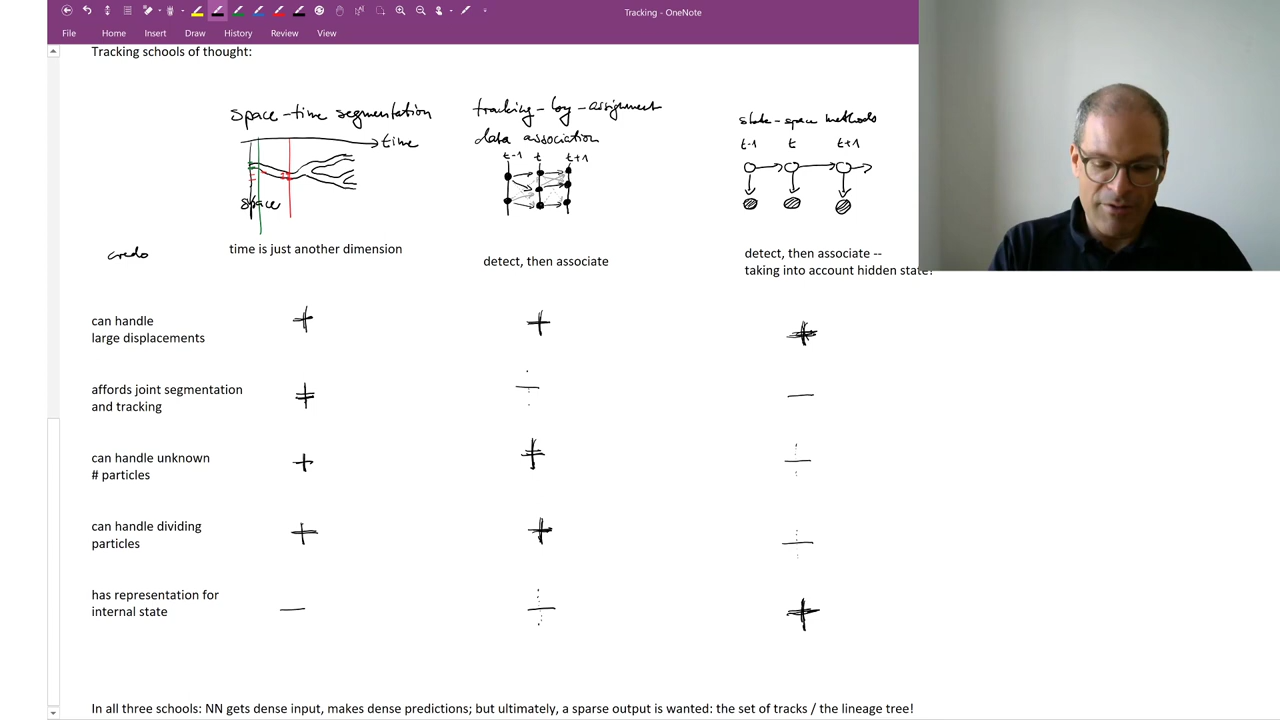 Tracking - OneNote
File Home Insert Draw History Review View
Tracking schools of thought:
space-time segmentation
time
space
tracking-by-assignment
data association
t-1 t t+1
state-space methods
t-1 t t+1
credo
time is just another dimension
detect, then associate
detect, then associate --
taking into account hidden state!
can handle
large displacements
+ + +
affords joint segmentation
and tracking
+ - -
can handle unknown
# particles
+ + -
can handle dividing
particles
+ + -
has representation for
internal state
- - +
In all three schools: NN gets dense input, makes dense predictions; but ultimately, a sparse output is wanted: the set of tracks / the lineage tree!